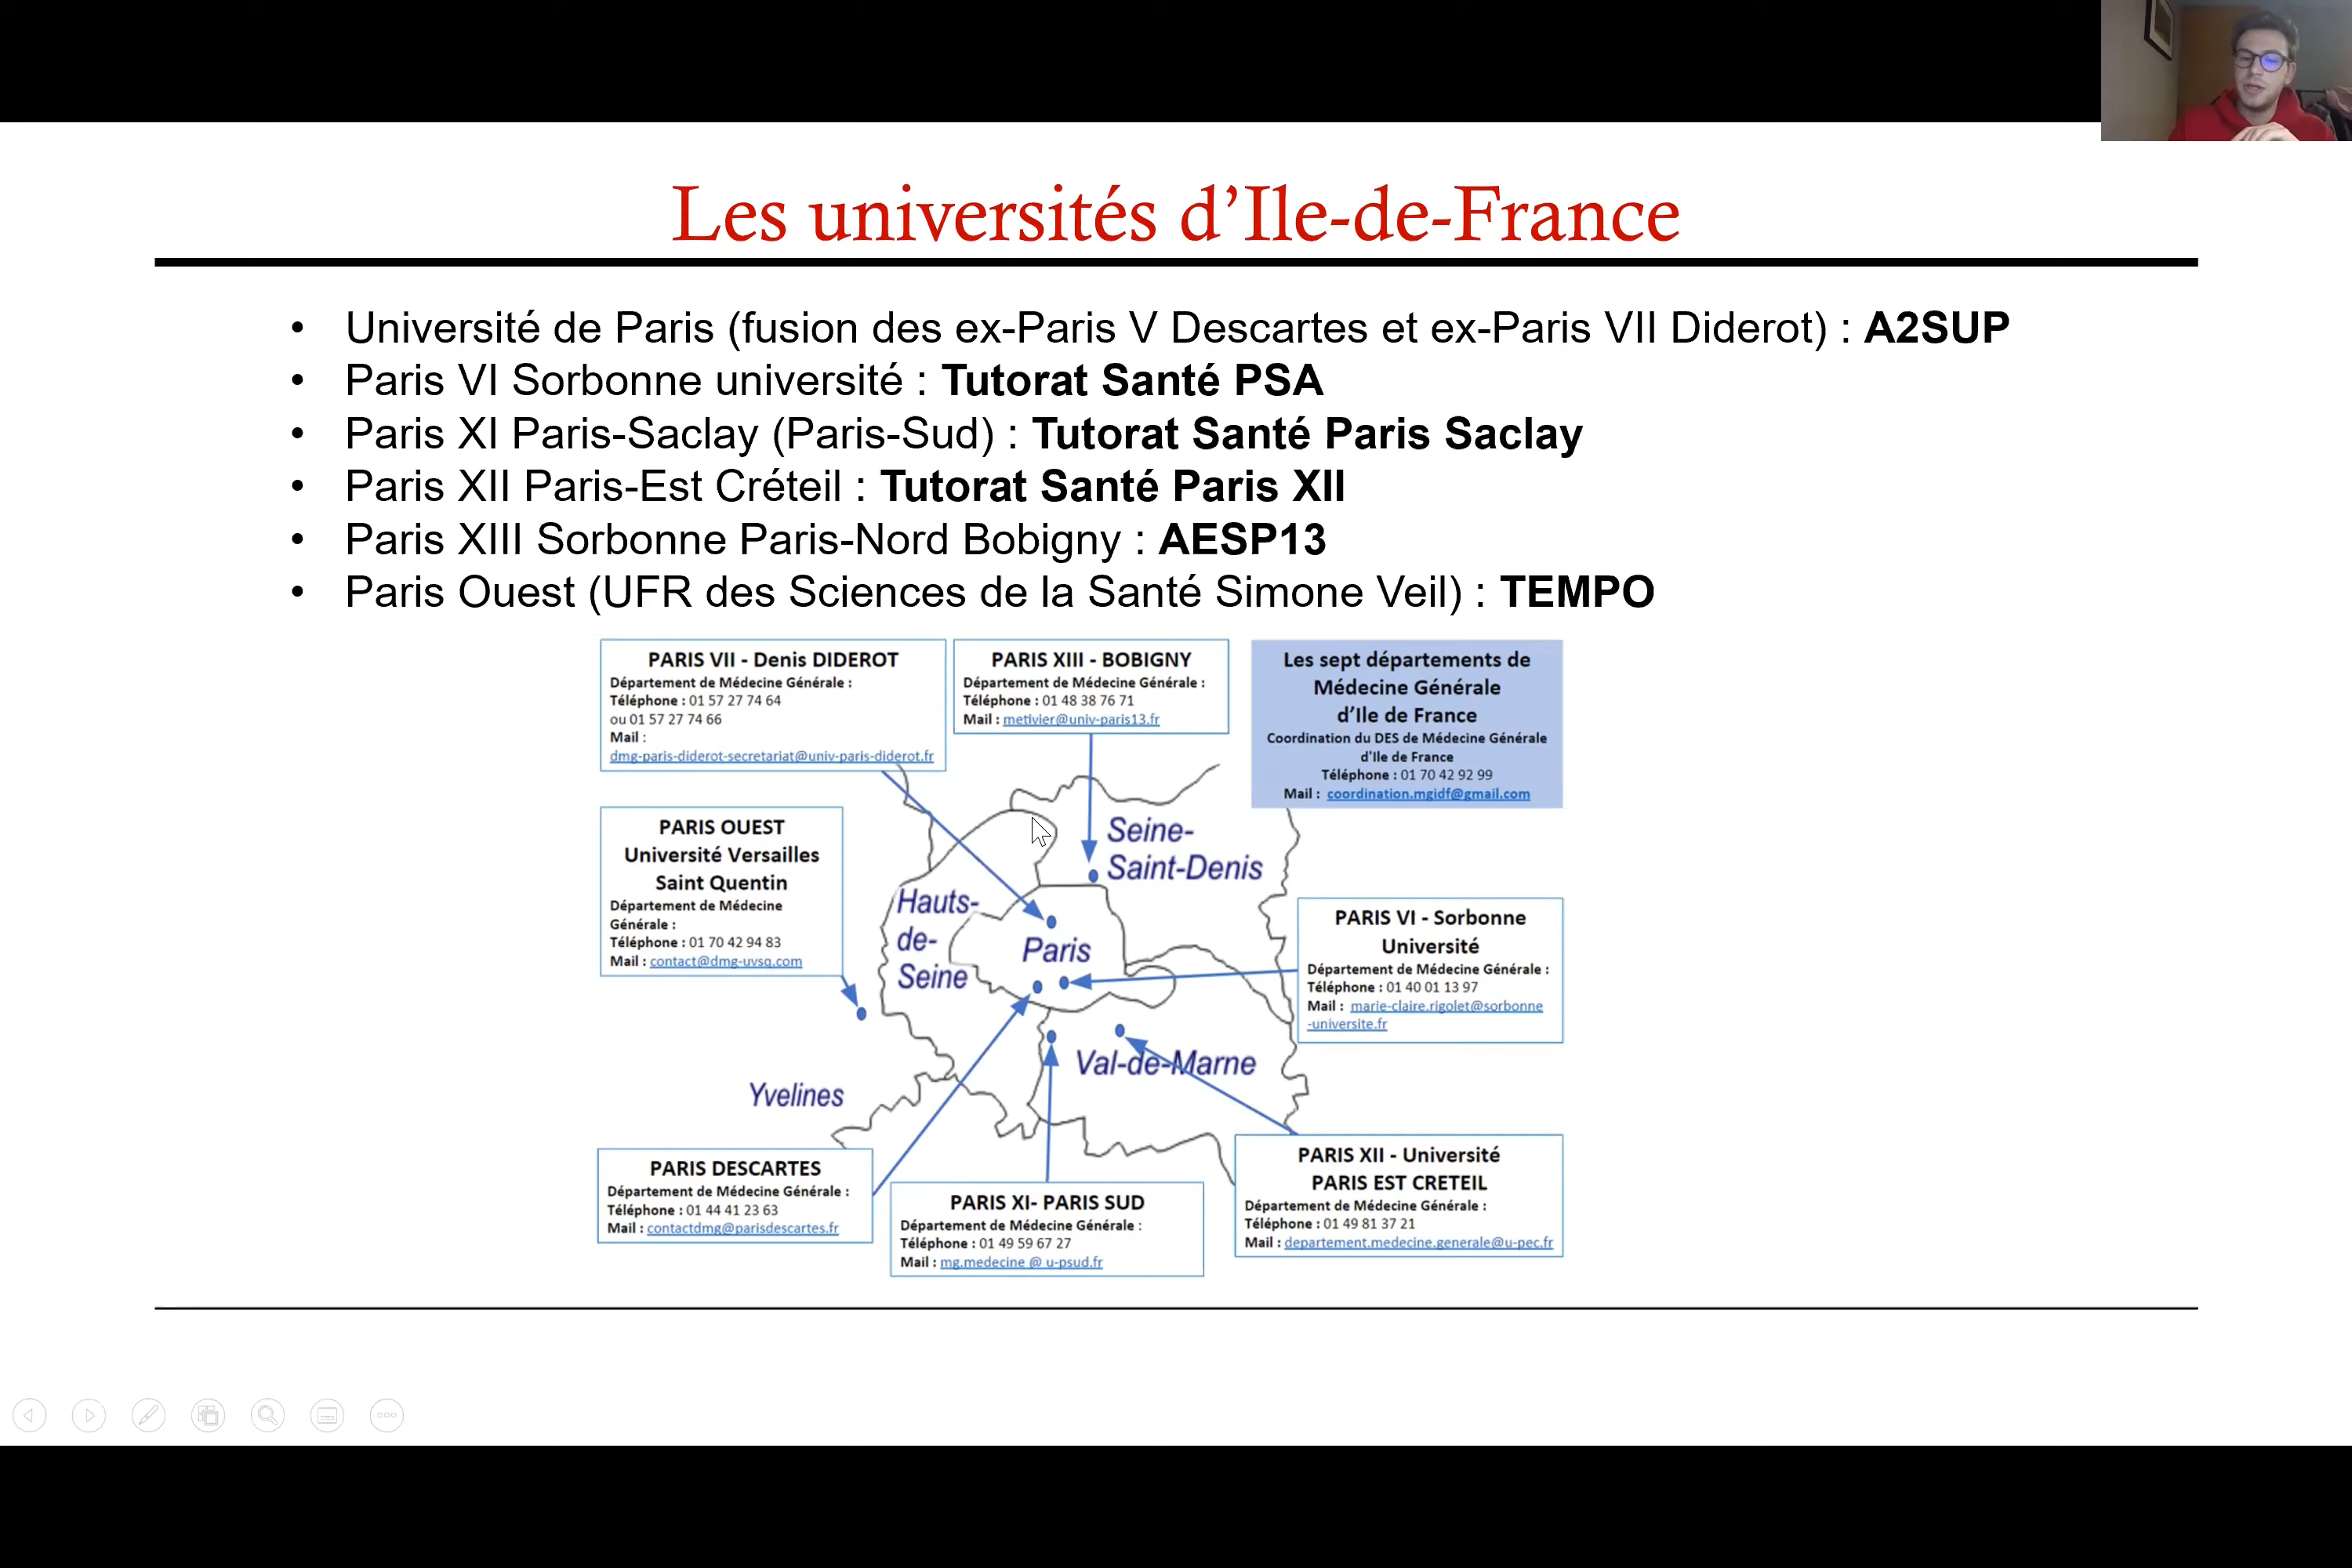 Les universités d’Ile-de-France
• Université de Paris (fusion des ex-Paris V Descartes et ex-Paris VII Diderot) : A2SUP
• Paris VI Sorbonne université : Tutorat Santé PSA
• Paris XI Paris-Saclay (Paris-Sud) : Tutorat Santé Paris Saclay
• Paris XII Paris-Est Créteil : Tutorat Santé Paris XII
• Paris XIII Sorbonne Paris-Nord Bobigny : AESP13
• Paris Ouest (UFR des Sciences de la Santé Simone Veil) : TEMPO
PARIS VII - Denis DIDEROT
Département de Médecine Générale :
Téléphone : 01 57 27 74 64
ou 01 57 27 74 66
Mail :
dmg-paris-diderot-secretariat@univ-paris-diderot.fr
PARIS XIII - BOBIGNY
Département de Médecine Générale :
Téléphone : 01 48 38 76 71
Mail : metivier@univ-paris13.fr
Les sept départements de
Médecine Générale
d’Ile de France
Coordination du DES de Médecine Générale
d'Ile de France
Téléphone : 01 70 42 92 99
Mail : coordination.mgidf@gmail.com
PARIS OUEST
Université Versailles
Saint Quentin
Département de Médecine
Générale :
Téléphone : 01 70 42 94 83
Mail : contact@dmg-uvsq.com
Seine-
Saint-Denis
Hauts-
de-
Seine
Paris
PARIS VI - Sorbonne
Université
Département de Médecine Générale :
Téléphone : 01 40 01 13 97
Mail : marie-claire.rigolet@sorbonne
-universite.fr
Val-de-Marne
Yvelines
PARIS DESCARTES
Département de Médecine Générale :
Téléphone : 01 44 41 23 63
Mail : contactdmg@parisdescartes.fr
PARIS XI- PARIS SUD
Département de Médecine Générale :
Téléphone : 01 49 59 67 27
Mail : mg.medecine @ u-psud.fr
PARIS XII - Université
PARIS EST CRETEIL
Département de Médecine Générale :
Téléphone : 01 49 81 37 21
Mail : departement.medecine.generale@u-pec.fr